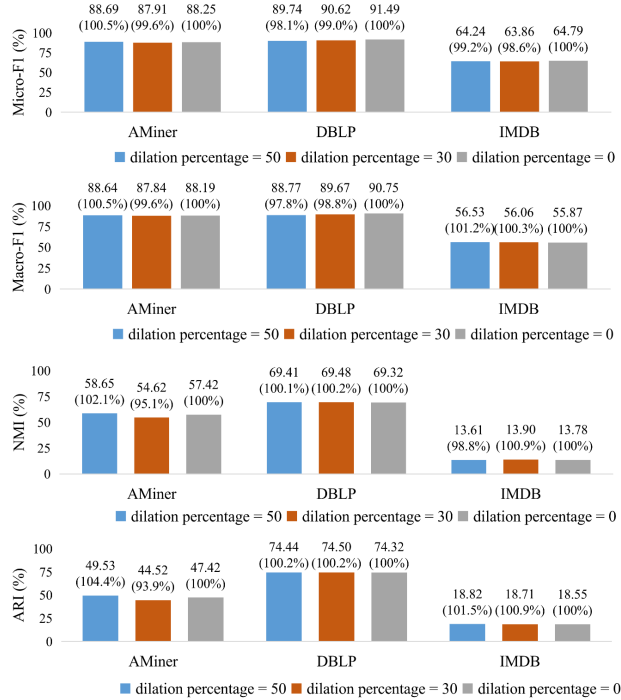 88.69 87.91 88.25 89.74 90.62 91.49 64.24 63.86 64.79
(100.5%) (99.6%) (100%) (98.1%) (99.0%) (100%) (99.2%) (98.6%) (100%)
Micro-F1 (%)
100
75
50
25
0
AMiner DBLP IMDB
dilation percentage = 50 dilation percentage = 30 dilation percentage = 0
88.64 87.84 88.19 88.77 89.67 90.75 56.53 56.06 55.87
(100.5%) (99.6%) (100%) (97.8%) (98.8%) (100%) (101.2%) (100.3%) (100%)
Macro-F1 (%)
100
75
50
25
0
AMiner DBLP IMDB
dilation percentage = 50 dilation percentage = 30 dilation percentage = 0
58.65 54.62 57.42 69.41 69.48 69.32 13.61 13.90 13.78
(102.1%) (95.1%) (100%) (100.1%) (100.2%) (100%) (98.8%) (100.9%) (100%)
NMI (%)
100
75
50
25
0
AMiner DBLP IMDB
dilation percentage = 50 dilation percentage = 30 dilation percentage = 0
49.53 44.52 47.42 74.44 74.50 74.32 18.82 18.71 18.55
(104.4%) (93.9%) (100%) (100.2%) (100.2%) (100%) (101.5%) (100.9%) (100%)
ARI (%)
100
75
50
25
0
AMiner DBLP IMDB
dilation percentage = 50 dilation percentage = 30 dilation percentage = 0